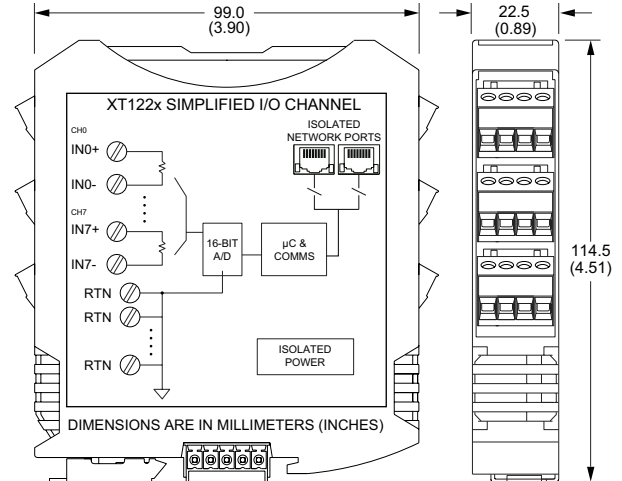 99.0
(3.90)
22.5
(0.89)
XT122x SIMPLIFIED I/O CHANNEL
ISOLATED
NETWORK PORTS
CH0
IN0+
IN0-
CH7
IN7+
IN7-
16-BIT
A/D
µC &
COMMS
RTN
RTN
RTN
ISOLATED
POWER
114.5
(4.51)
DIMENSIONS ARE IN MILLIMETERS (INCHES)